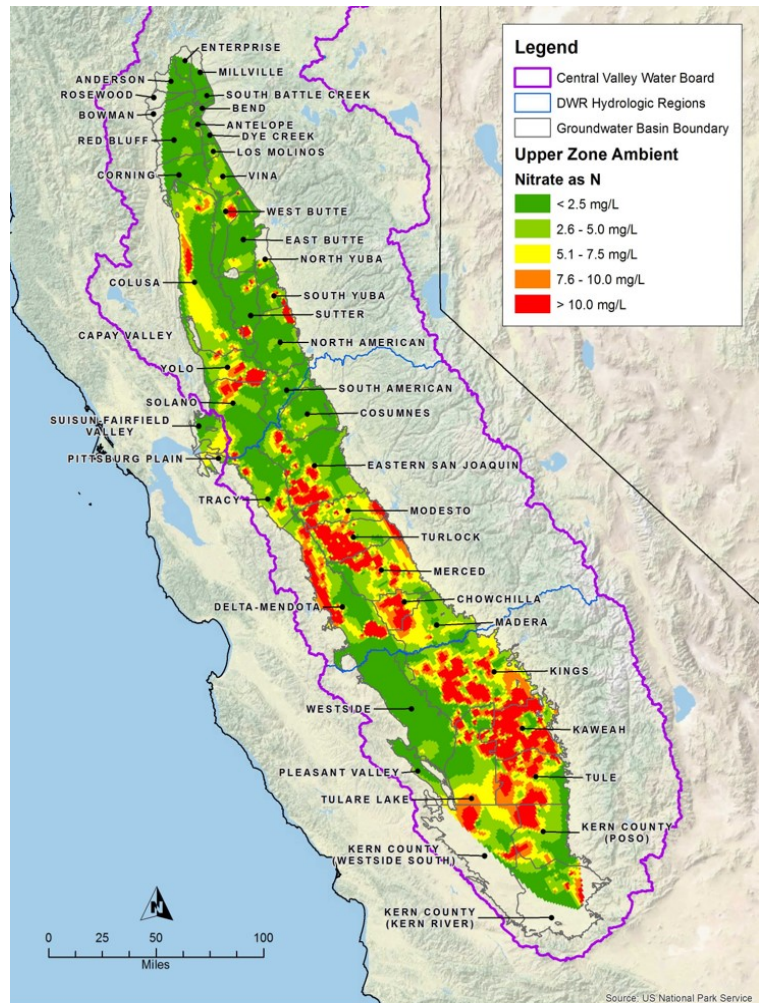 ENTERPRISE
ANDERSON
MILLVILLE
ROSEWOOD
SOUTH BATTLE CREEK
BEND
BOWMAN
ANTELOPE
DYE CREEK
RED BLUFF
LOS MOLINOS
CORNING
VINA
WEST BUTTE
EAST BUTTE
NORTH YUBA
COLUSA
SOUTH YUBA
SUTTER
CAPAY VALLEY
NORTH AMERICAN
YOLO
SOUTH AMERICAN
SOLANO
COSUMNES
SUISUN-FAIRFIELD
VALLEY
PITTSBURG PLAIN
EASTERN SAN JOAQUIN
TRACY
MODESTO
TURLOCK
MERCED
CHOWCHILLA
DELTA-MENDOTA
MADERA
KINGS
WESTSIDE
KAWEAH
PLEASANT VALLEY
TULE
TULARE LAKE
KERN COUNTY
(POSO)
KERN COUNTY
(WESTSIDE SOUTH)
KERN COUNTY
(KERN RIVER)
Legend
Central Valley Water Board
DWR Hydrologic Regions
Groundwater Basin Boundary
Upper Zone Ambient
Nitrate as N
< 2.5 mg/L
2.6 - 5.0 mg/L
5.1 - 7.5 mg/L
7.6 - 10.0 mg/L
> 10.0 mg/L
N
0 25 50 100
Miles
Source: US National Park Service